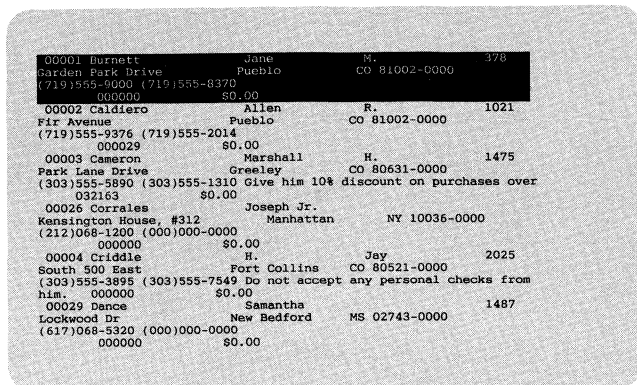 00001 Burnett Jane M. 378
Garden Park Drive Pueblo CO 81002-0000
(719)555-9000 (719)555-8370
000000 $0.00
00002 Caldiero Allen R. 1021
Fir Avenue Pueblo CO 81002-0000
(719)555-9376 (719)555-2014
000029 $0.00
00003 Cameron Marshall H. 1475
Park Lane Drive Greeley CO 80631-0000
(303)555-5890 (303)555-1310 Give him 10% discount on purchases over
032163 $0.00
00026 Corrales Joseph Jr.
Kensington House, #312 Manhattan NY 10036-0000
(212)068-1200 (000)000-0000
000000 $0.00
00004 Criddle H. Jay 2025
South 500 East Fort Collins CO 80521-0000
(303)555-3895 (303)555-7549 Do not accept any personal checks from
him. 000000 $0.00
00029 Dance Samantha 1487
Lockwood Dr New Bedford MS 02743-0000
(617)068-5320 (000)000-0000
000000 $0.00